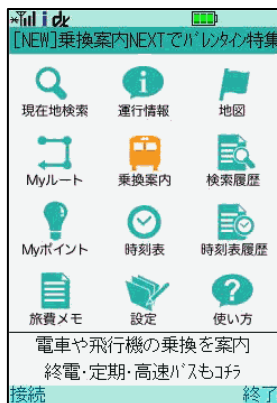 [NEW]乗換案内NEXTでバレンタイン特集
現在地検索 運行情報 地図
Myルート 乗換案内 検索履歴
Myポイント 時刻表 時刻表履歴
旅費メモ 設定 使い方
電車や飛行機の乗換を案内
終電・定期・高速バスもコチラ
接続 終了